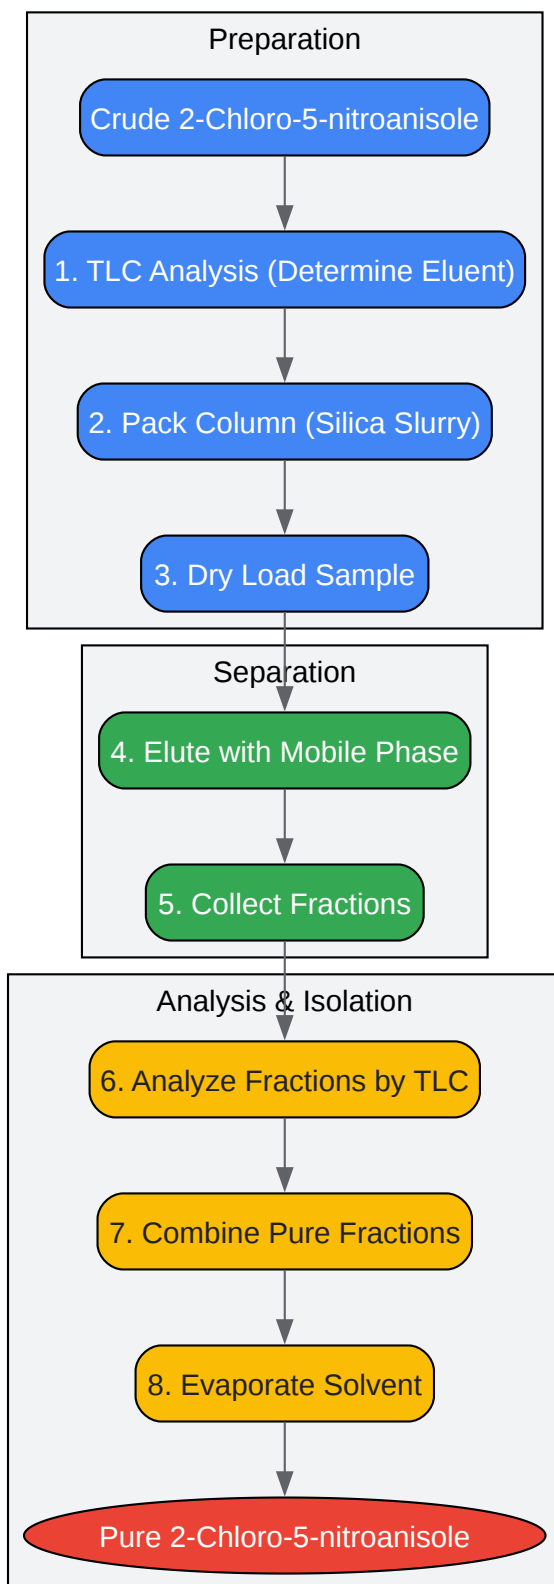 Preparation
Crude 2-Chloro-5-nitroanisole
1. TLC Analysis (Determine Eluent)
2. Pack Column (Silica Slurry)
3. Dry Load Sample
Separation
4. Elute with Mobile Phase
5. Collect Fractions
Analysis & Isolation
6. Analyze Fractions by TLC
7. Combine Pure Fractions
8. Evaporate Solvent
Pure 2-Chloro-5-nitroanisole